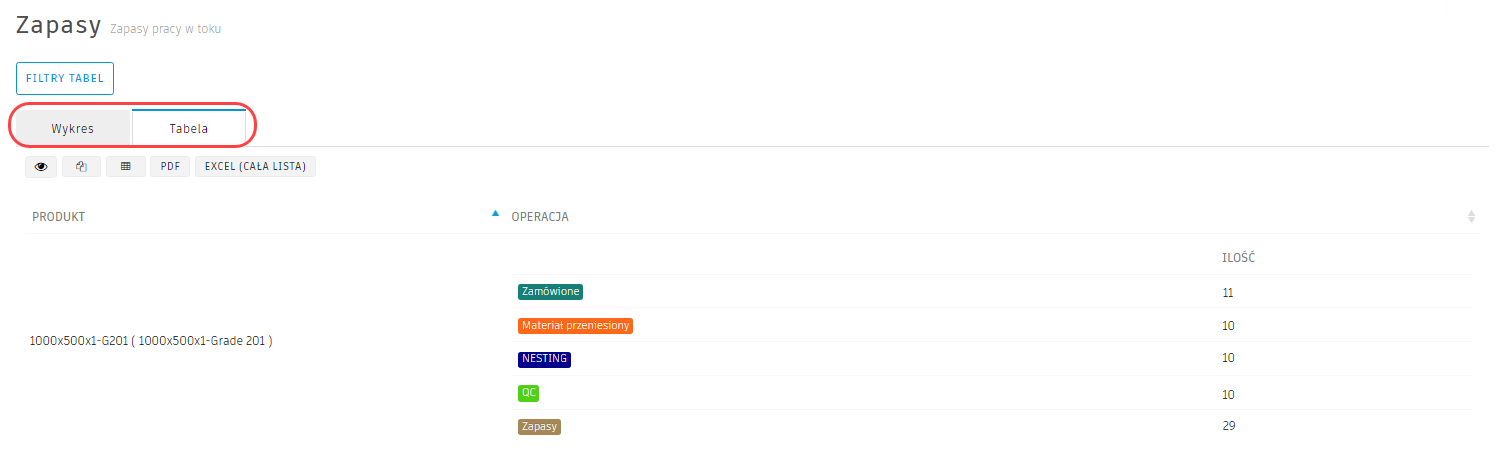 Zapasy Zapasy pracy w toku
FILTRY TABEL
Wykres Tabela
PDF EXCEL (CAŁA LISTA)
PRODUKT OPERACJA
ILOŚĆ
Zamówione 11
Materiał przeniesiony 10
1000x500x1-G201 ( 1000x500x1-Grade 201 )
NESTING 10
QC 10
Zapasy 29